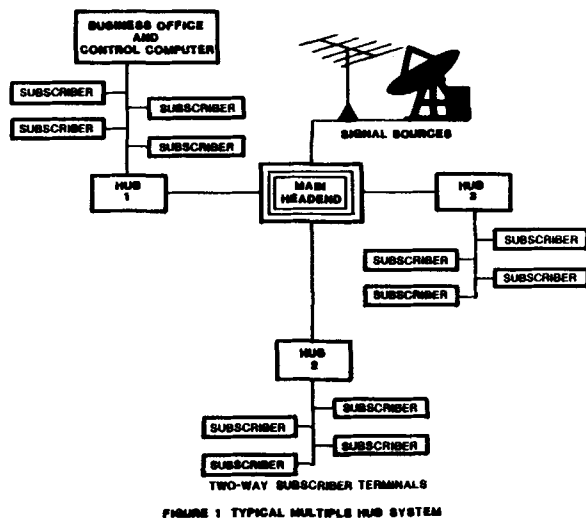 BUSINESS OFFICE
AND
CONTROL COMPUTER
SUBSCRIBER
SUBSCRIBER
SUBSCRIBER
SUBSCRIBER
SIGNAL SOURCES
HUB
1
MAIN
HEADEND
HUB
3
SUBSCRIBER
SUBSCRIBER
SUBSCRIBER
SUBSCRIBER
HUB
2
SUBSCRIBER
SUBSCRIBER
SUBSCRIBER
SUBSCRIBER
TWO-WAY SUBSCRIBER TERMINALS
FIGURE 1 TYPICAL MULTIPLE HUB SYSTEM